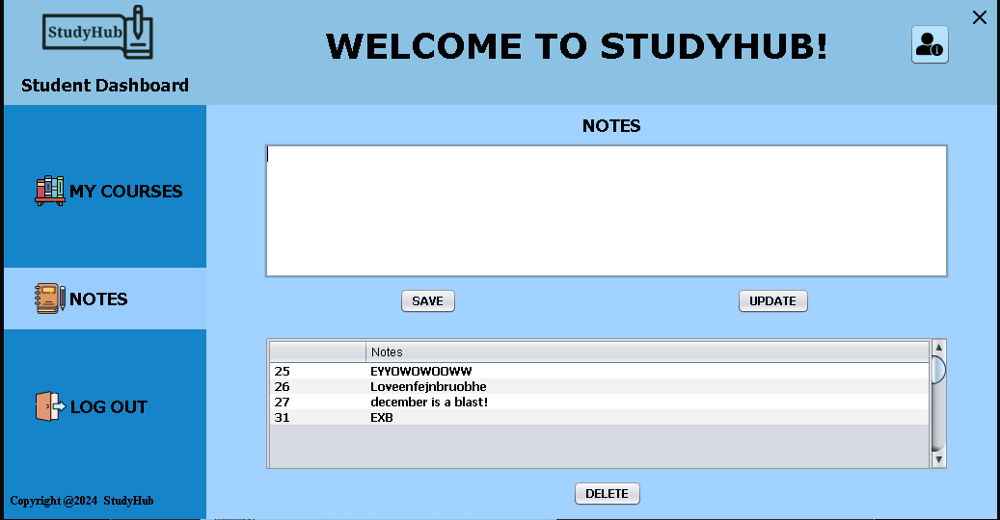 StudyHub
WELCOME TO STUDYHUB!
Student Dashboard
MY COURSES
NOTES
LOG OUT
Copyright @2024 StudyHub
NOTES
SAVE
UPDATE
Notes
25 EYYOWOWOOWW
26 Loveenfejnbruobhe
27 december is a blast!
31 EXB
DELETE